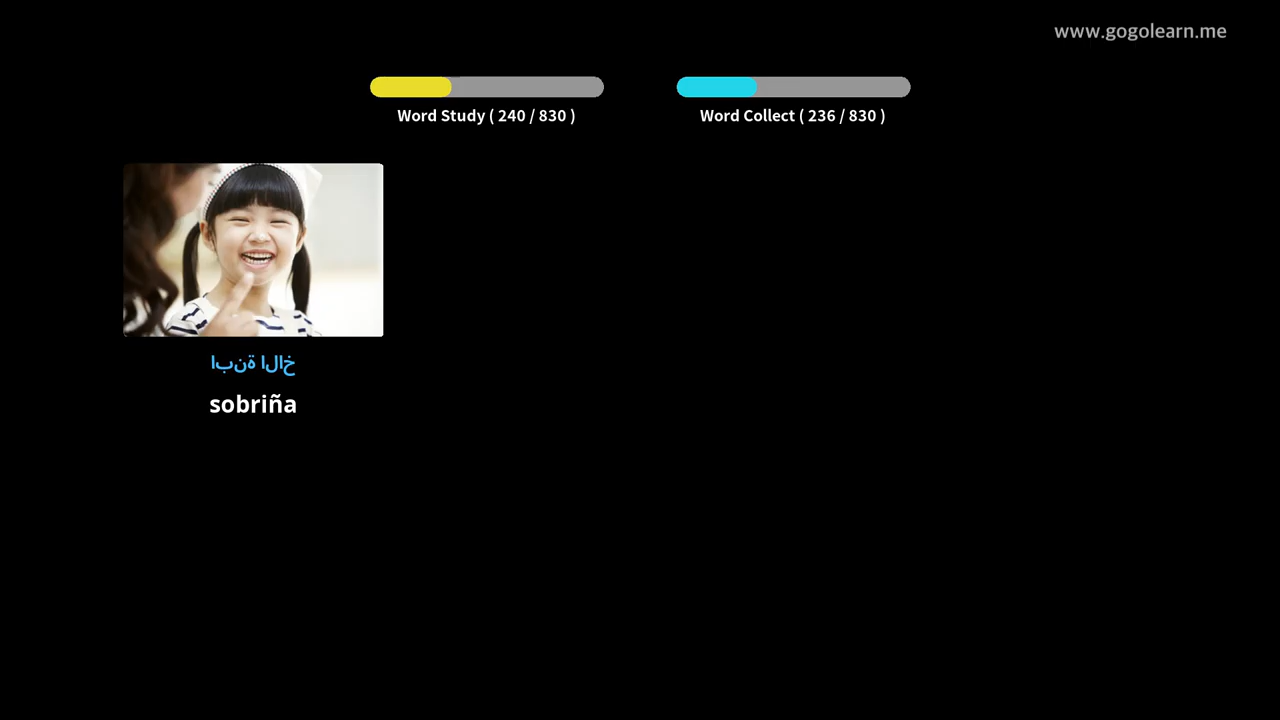 www.gogolearn.me
Word Study ( 240 / 830 )
Word Collect ( 236 / 830 )
ابنة الاخ
sobriña